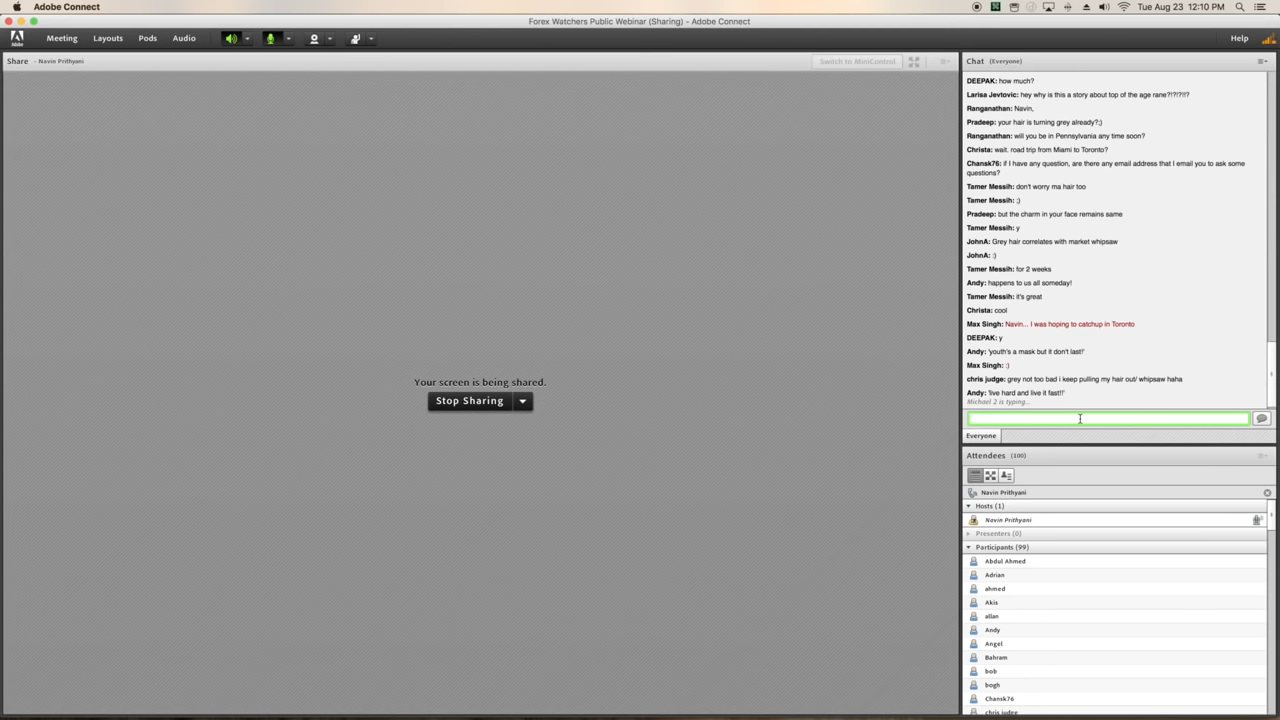 Adobe Connect
Tue Aug 23 12:10 PM
Forex Watchers Public Webinar (Sharing) - Adobe Connect
Adobe
Meeting
Layouts
Pods
Audio
Help
Share - Navin Prithyani
Switch to MiniControl
Your screen is being shared.
Stop Sharing
Chat (Everyone)
DEEPAK: how much?
Larisa Jevtovic: hey why is this a story about top of the age rane?!?!?!!?
Ranganathan: Navin,
Pradeep: your hair is turning grey already?;)
Ranganathan: will you be in Pennsylvania any time soon?
Christa: wait. road trip from Miami to Toronto?
Chansk76: if I have any question, are there any email address that I email you to ask some
questions?
Tamer Messih: don't worry ma hair too
Tamer Messih: ;)
Pradeep: but the charm in your face remains same
Tamer Messih: y
JohnA: Grey hair correlates with market whipsaw
JohnA: :)
Tamer Messih: for 2 weeks
Andy: happens to us all someday!
Tamer Messih: it's great
Christa: cool
Max Singh: Navin... I was hoping to catchup in Toronto
DEEPAK: y
Andy: 'youth's a mask but it don't last!'
Max Singh: :)
chris judge: grey not too bad i keep pulling my hair out/ whipsaw haha
Andy: 'live hard and live it fast!!'
Michael 2 is typing...
Everyone
Attendees (100)
Navin Prithyani
Hosts (1)
Navin Prithyani
Presenters (0)
Participants (99)
Abdul Ahmed
Adrian
ahmed
Akis
allan
Andy
Angel
Bahram
bob
bogh
Chansk76
chris judge